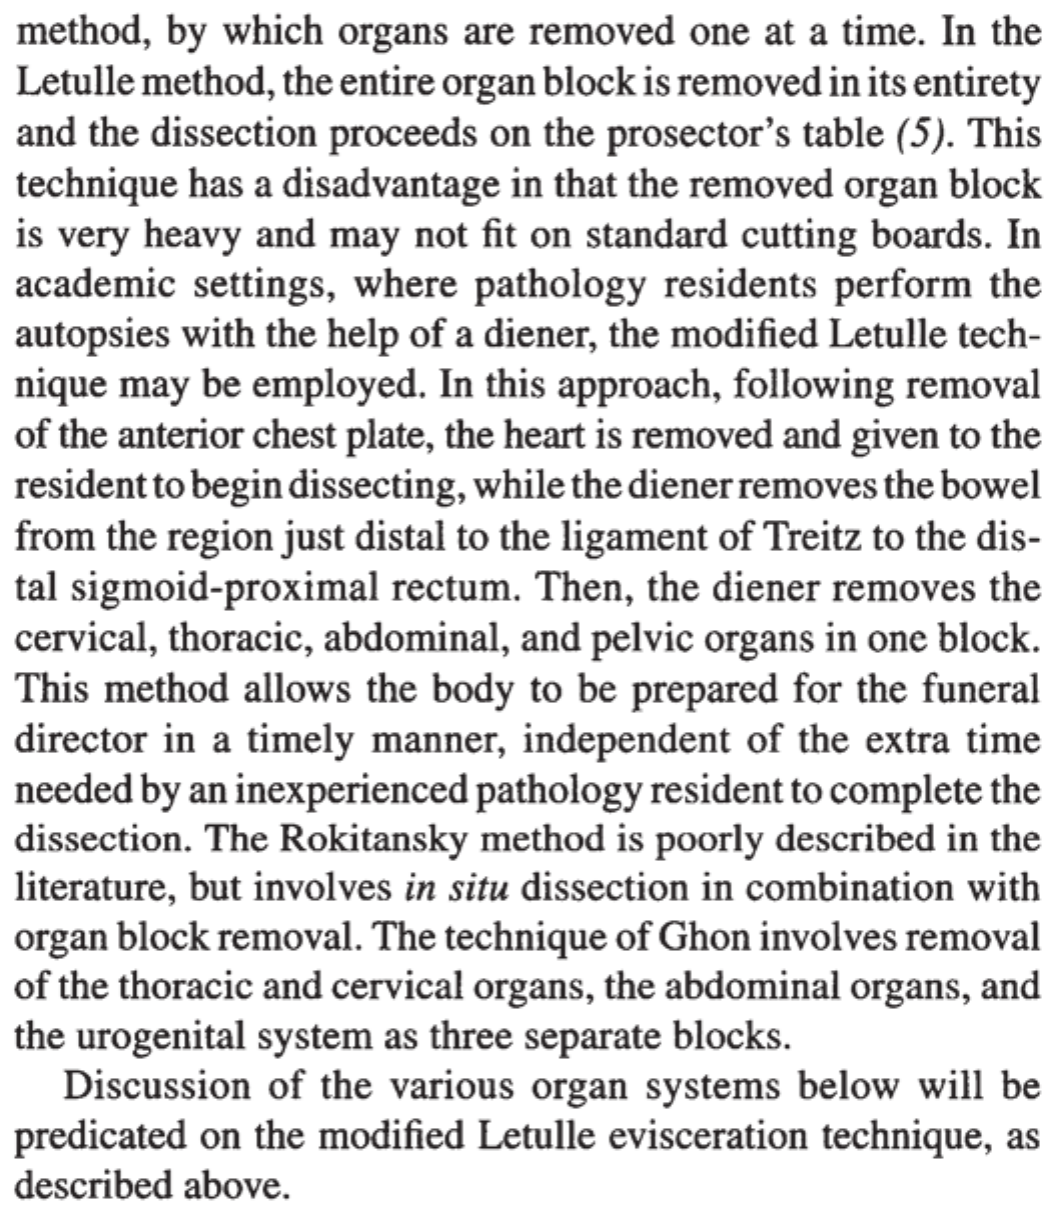 method, by which organs are removed one at a time. In the
Letulle method, the entire organ block is removed in its entirety
and the dissection proceeds on the prosector's table (5). This
technique has a disadvantage in that the removed organ block
is very heavy and may not fit on standard cutting boards. In
academic settings, where pathology residents perform the
autopsies with the help of a diener, the modified Letulle tech-
nique may be employed. In this approach, following removal
of the anterior chest plate, the heart is removed and given to the
resident to begin dissecting, while the diener removes the bowel
from the region just distal to the ligament of Treitz to the dis-
tal sigmoid-proximal rectum. Then, the diener removes the
cervical, thoracic, abdominal, and pelvic organs in one block.
This method allows the body to be prepared for the funeral
director in a timely manner, independent of the extra time
needed by an inexperienced pathology resident to complete the
dissection. The Rokitansky method is poorly described in the
literature, but involves in situ dissection in combination with
organ block removal. The technique of Ghon involves removal
of the thoracic and cervical organs, the abdominal organs, and
the urogenital system as three separate blocks.
Discussion of the various organ systems below will be
predicated on the modified Letulle evisceration technique, as
described above.